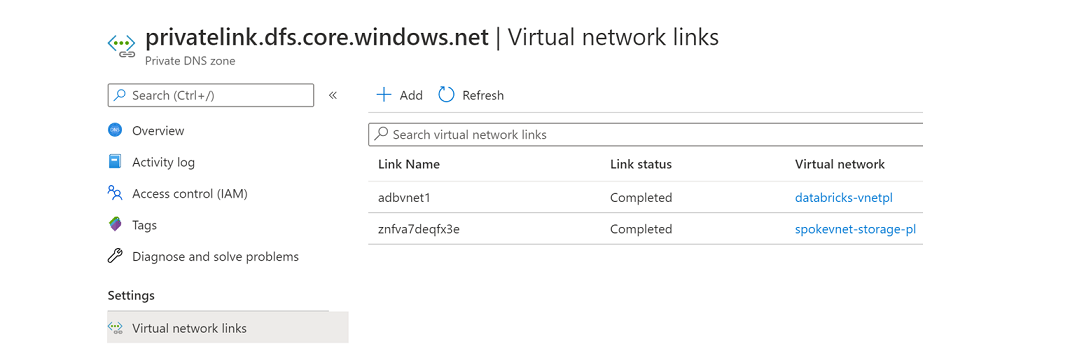 privatelink.dfs.core.windows.net | Virtual network links
Private DNS zone
Search (Ctrl+/)
«
Overview
Activity log
Access control (IAM)
Tags
Diagnose and solve problems
Settings
Virtual network links
Add
Refresh
Search virtual network links
Link Name Link status Virtual network
adbvnet1 Completed databricks-vnetpl
znfva7deqfx3e Completed spokevnet-storage-pl